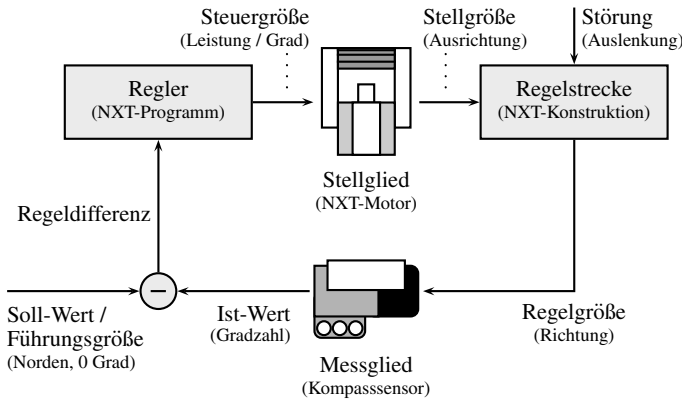 Steuergröße
(Leistung / Grad)
Stellgröße
(Ausrichtung)
Störung
(Auslenkung)
Regler
(NXT-Programm)
Regelstrecke
(NXT-Konstruktion)
Stellglied
(NXT-Motor)
Regeldifferenz
−
Soll-Wert /
Führungsgröße
(Norden, 0 Grad)
Ist-Wert
(Gradzahl)
Messglied
(Kompasssensor)
Regelgröße
(Richtung)